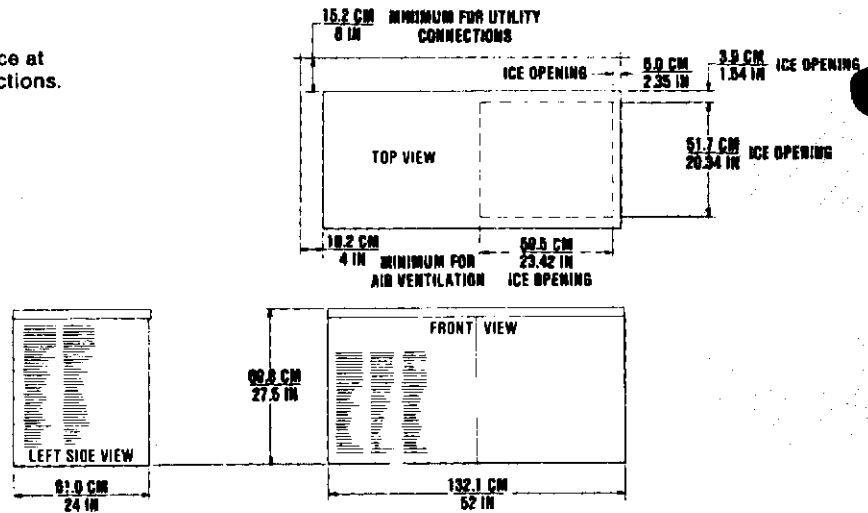 ce at
ctions.
15.2 CM MINIMUM FOR UTILITY
6 IN CONNECTIONS
ICE OPENING
6.0 CM
2.35 IN
3.9 CM
1.54 IN
ICE OPENING
TOP VIEW
51.7 CM
20.34 IN
ICE OPENING
10.2 CM
4 IN
MINIMUM FOR
AIR VENTILATION
59.5 CM
23.42 IN
ICE OPENING
LEFT SIDE VIEW
61.0 CM
24 IN
69.8 CM
27.5 IN
FRONT VIEW
132.1 CM
52 IN